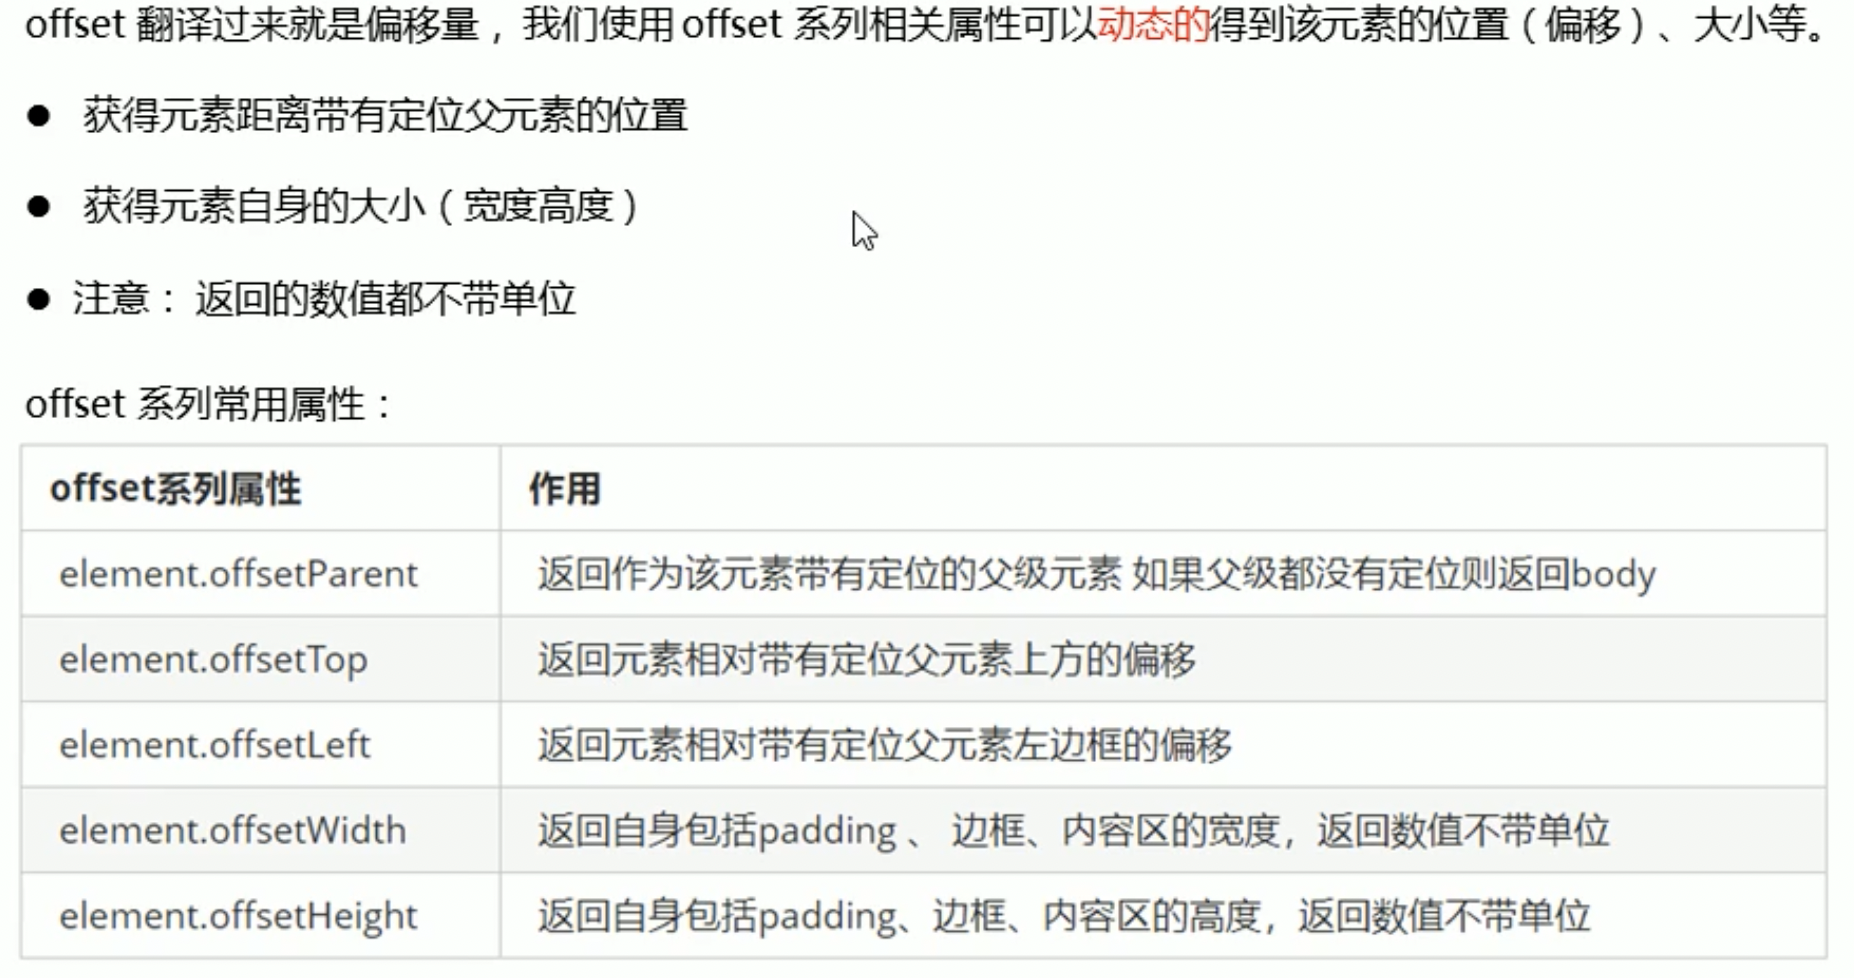 offset 翻译过来就是偏移量，我们使用 offset 系列相关属性可以动态的得到该元素的位置（偏移）、大小等。
● 获得元素距离带有定位父元素的位置
● 获得元素自身的大小（宽度高度）
● 注意： 返回的数值都不带单位
offset 系列常用属性：
offset系列属性 作用
element.offsetParent 返回作为该元素带有定位的父级元素 如果父级都没有定位则返回body
element.offsetTop 返回元素相对带有定位父元素上方的偏移
element.offsetLeft 返回元素相对带有定位父元素左边框的偏移
element.offsetWidth 返回自身包括padding 、 边框、内容区的宽度，返回数值不带单位
element.offsetHeight 返回自身包括padding、边框、内容区的高度，返回数值不带单位